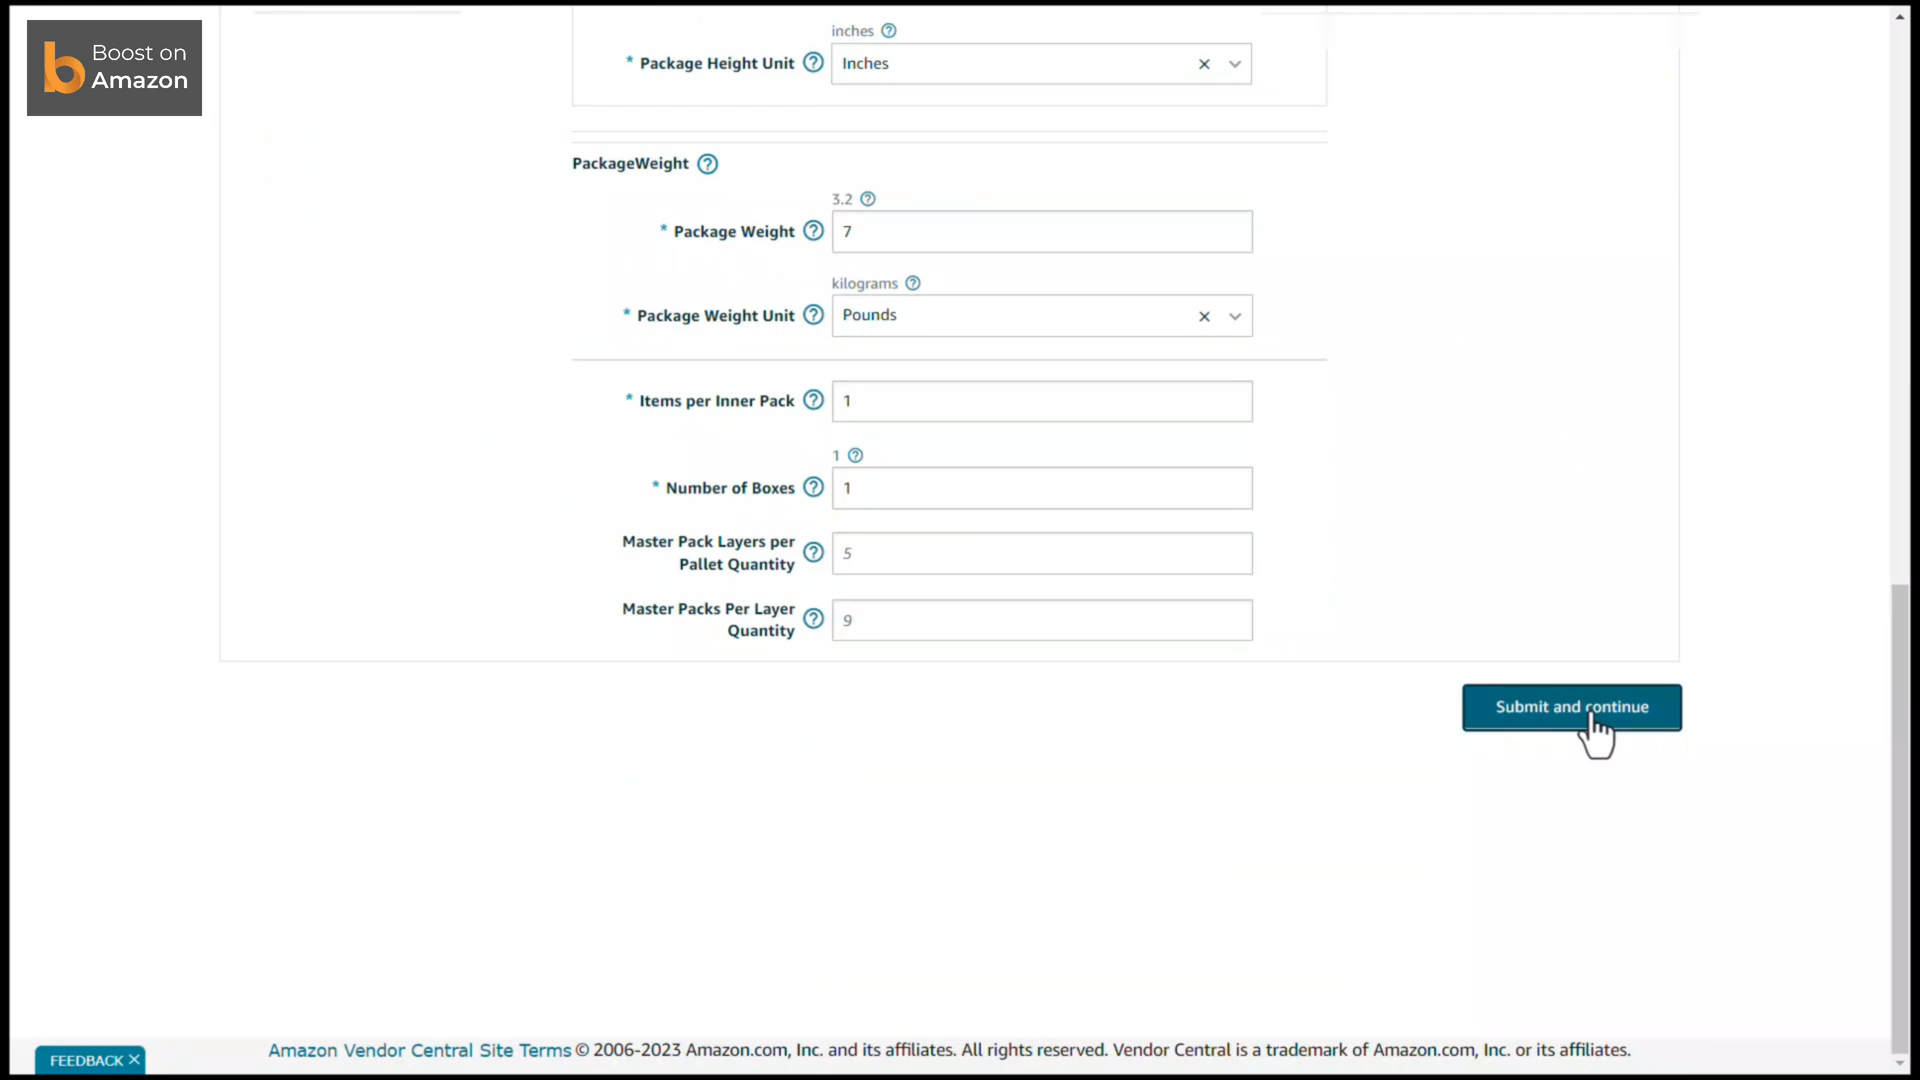 Boost on
Amazon
inches
* Package Height Unit Inches
PackageWeight
3.2
* Package Weight 7
kilograms
* Package Weight Unit Pounds
* Items per Inner Pack 1
1
* Number of Boxes 1
Master Pack Layers per
Pallet Quantity 5
Master Packs Per Layer
Quantity 9
Submit and continue
FEEDBACK
Amazon Vendor Central Site Terms © 2006-2023 Amazon.com, Inc. and its affiliates. All rights reserved. Vendor Central is a trademark of Amazon.com, Inc. or its affiliates.